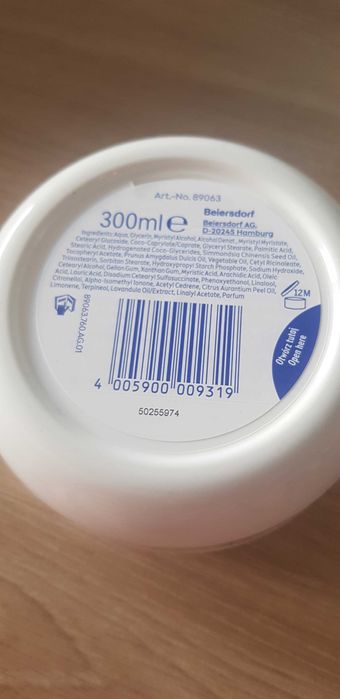 Art.-No. 89063
300ml e
Beiersdorf
Beiersdorf AG,
D-20245 Hamburg
Ingredients: Aqua, Glycerin, Myristyl Alcohol, Alcohol Denat., Myristyl Myristate,
Cetearyl Glucoside, Coco-Caprylate/Caprate, Glyceryl Stearate, Palmitic Acid,
Stearic Acid, Hydrogenated Coco-Glycerides, Simmondsia Chinensis Seed Oil,
Tocopheryl Acetate, Prunus Amygdalus Dulcis Oil, Vegetable Oil, Cetyl Ricinoleate,
Triisostearin, Sorbitan Stearate, Hydroxypropyl Starch Phosphate, Sodium Hydroxide,
Cetearyl Alcohol, Gellan Gum, Xanthan Gum, Myristic Acid, Arachidic Acid, Oleic
Acid, Lauric Acid, Disodium Cetearyl Sulfosuccinate, Phenoxyethanol, Linalool,
Citronellol, Alpha-Isomethyl Ionone, Acetyl Cedrene, Citrus Aurantium Peel Oil,
Limonene, Terpineol, Lavandula Oil/Extract, Linalyl Acetate, Parfum
12M
Otwórz tutaj
Open here
89063.760.AG.01
4 005900 009319
50255974